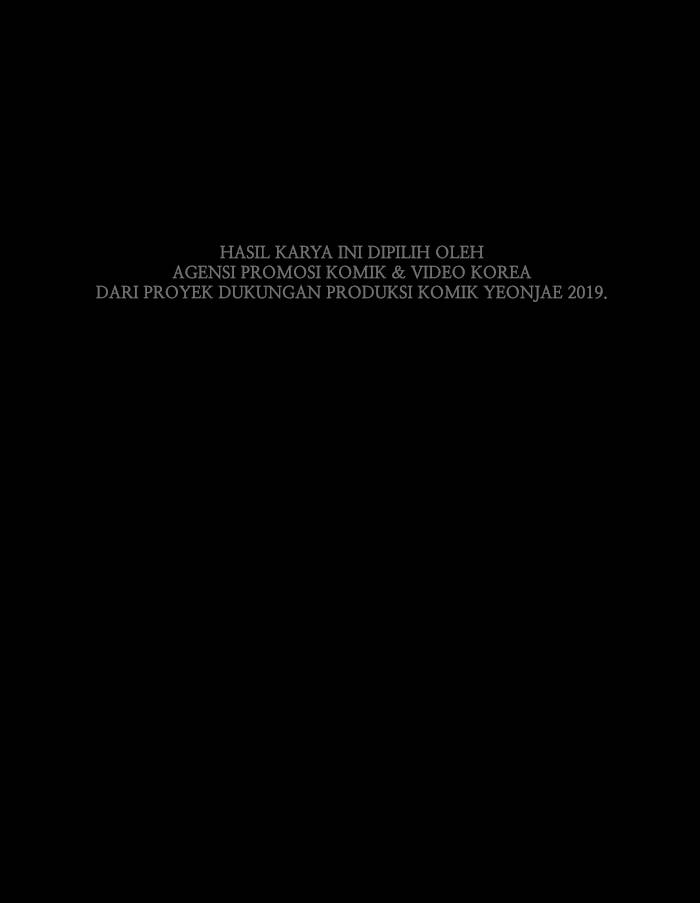 HASIL KARYA INI DIPILIH OLEH
AGENSI PROMOSI KOMIK & VIDEO KOREA
DARI PROYEK DUKUNGAN PRODUKSI KOMIK YEONJAE 2019.